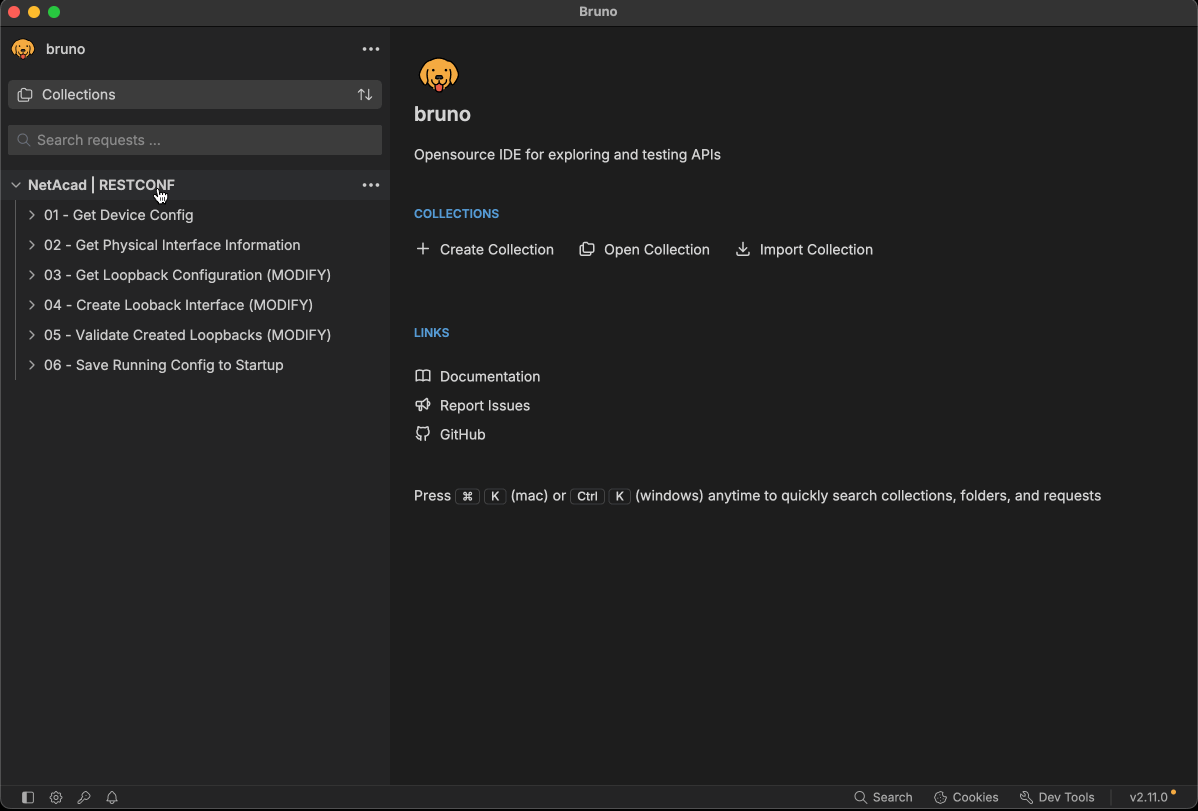 Bruno
bruno
Collections
Search requests ...
NetAcad | RESTCONF
01 - Get Device Config
02 - Get Physical Interface Information
03 - Get Loopback Configuration (MODIFY)
04 - Create Looback Interface (MODIFY)
05 - Validate Created Loopbacks (MODIFY)
06 - Save Running Config to Startup
bruno
Opensource IDE for exploring and testing APIs
COLLECTIONS
Create Collection Open Collection Import Collection
LINKS
Documentation
Report Issues
GitHub
Press ⌘ K (mac) or Ctrl K (windows) anytime to quickly search collections, folders, and requests
Search Cookies Dev Tools v2.11.0